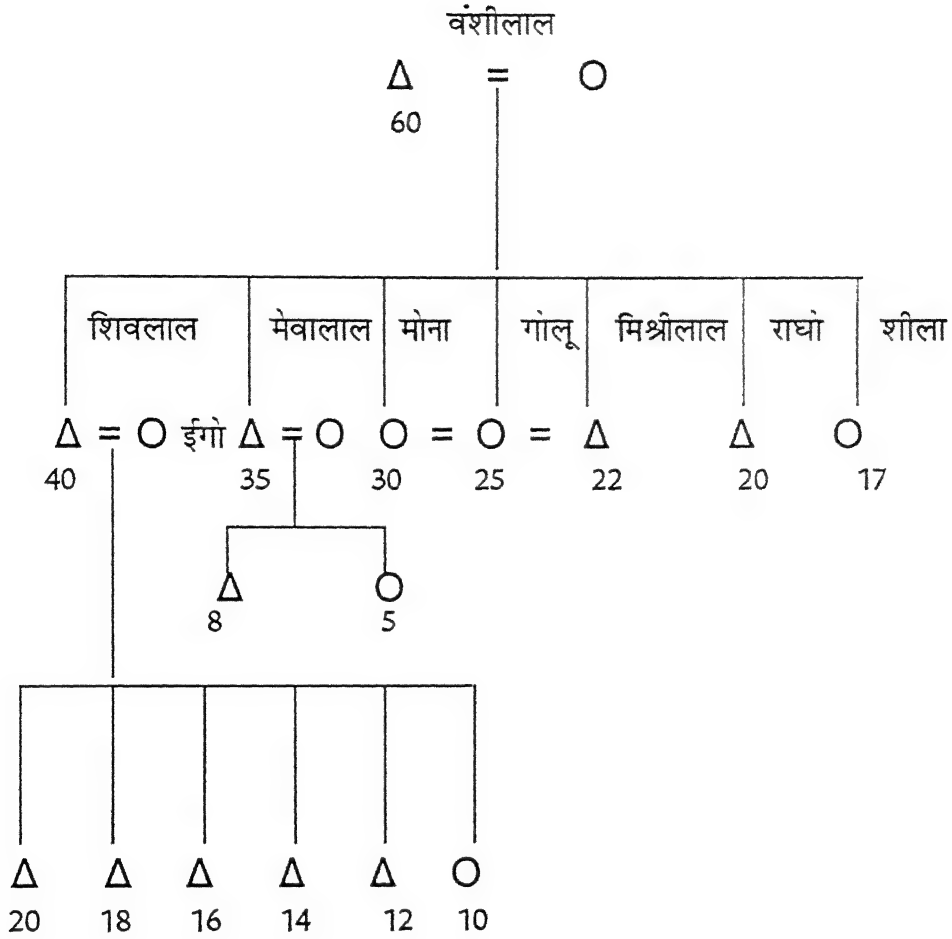 वंशीलाल
Δ = O
60
शिवलाल मेवालाल मोना गोलू मिश्रीलाल राघो शीला
Δ = O ईगो Δ = O O = O = Δ Δ O
40 35 30 25 22 20 17
Δ O
8 5
Δ Δ Δ Δ Δ O
20 18 16 14 12 10